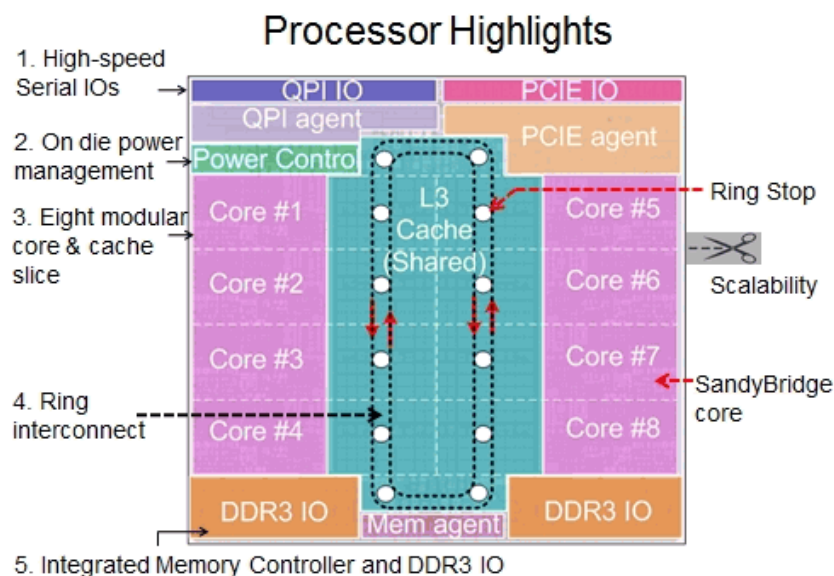 Processor Highlights
1. High-speed
Serial IOs
QPI IO
PCIE IO
QPI agent
PCIE agent
2. On die power
management
Power Control
3. Eight modular
core & cache
slice
Core #1
L3
Cache
(Shared)
Core #5
Ring Stop
Core #2
Core #6
Scalability
Core #3
Core #7
SandyBridge
core
4. Ring
interconnect
Core #4
Core #8
DDR3 IO
Mem agent
DDR3 IO
5. Integrated Memory Controller and DDR3 IO